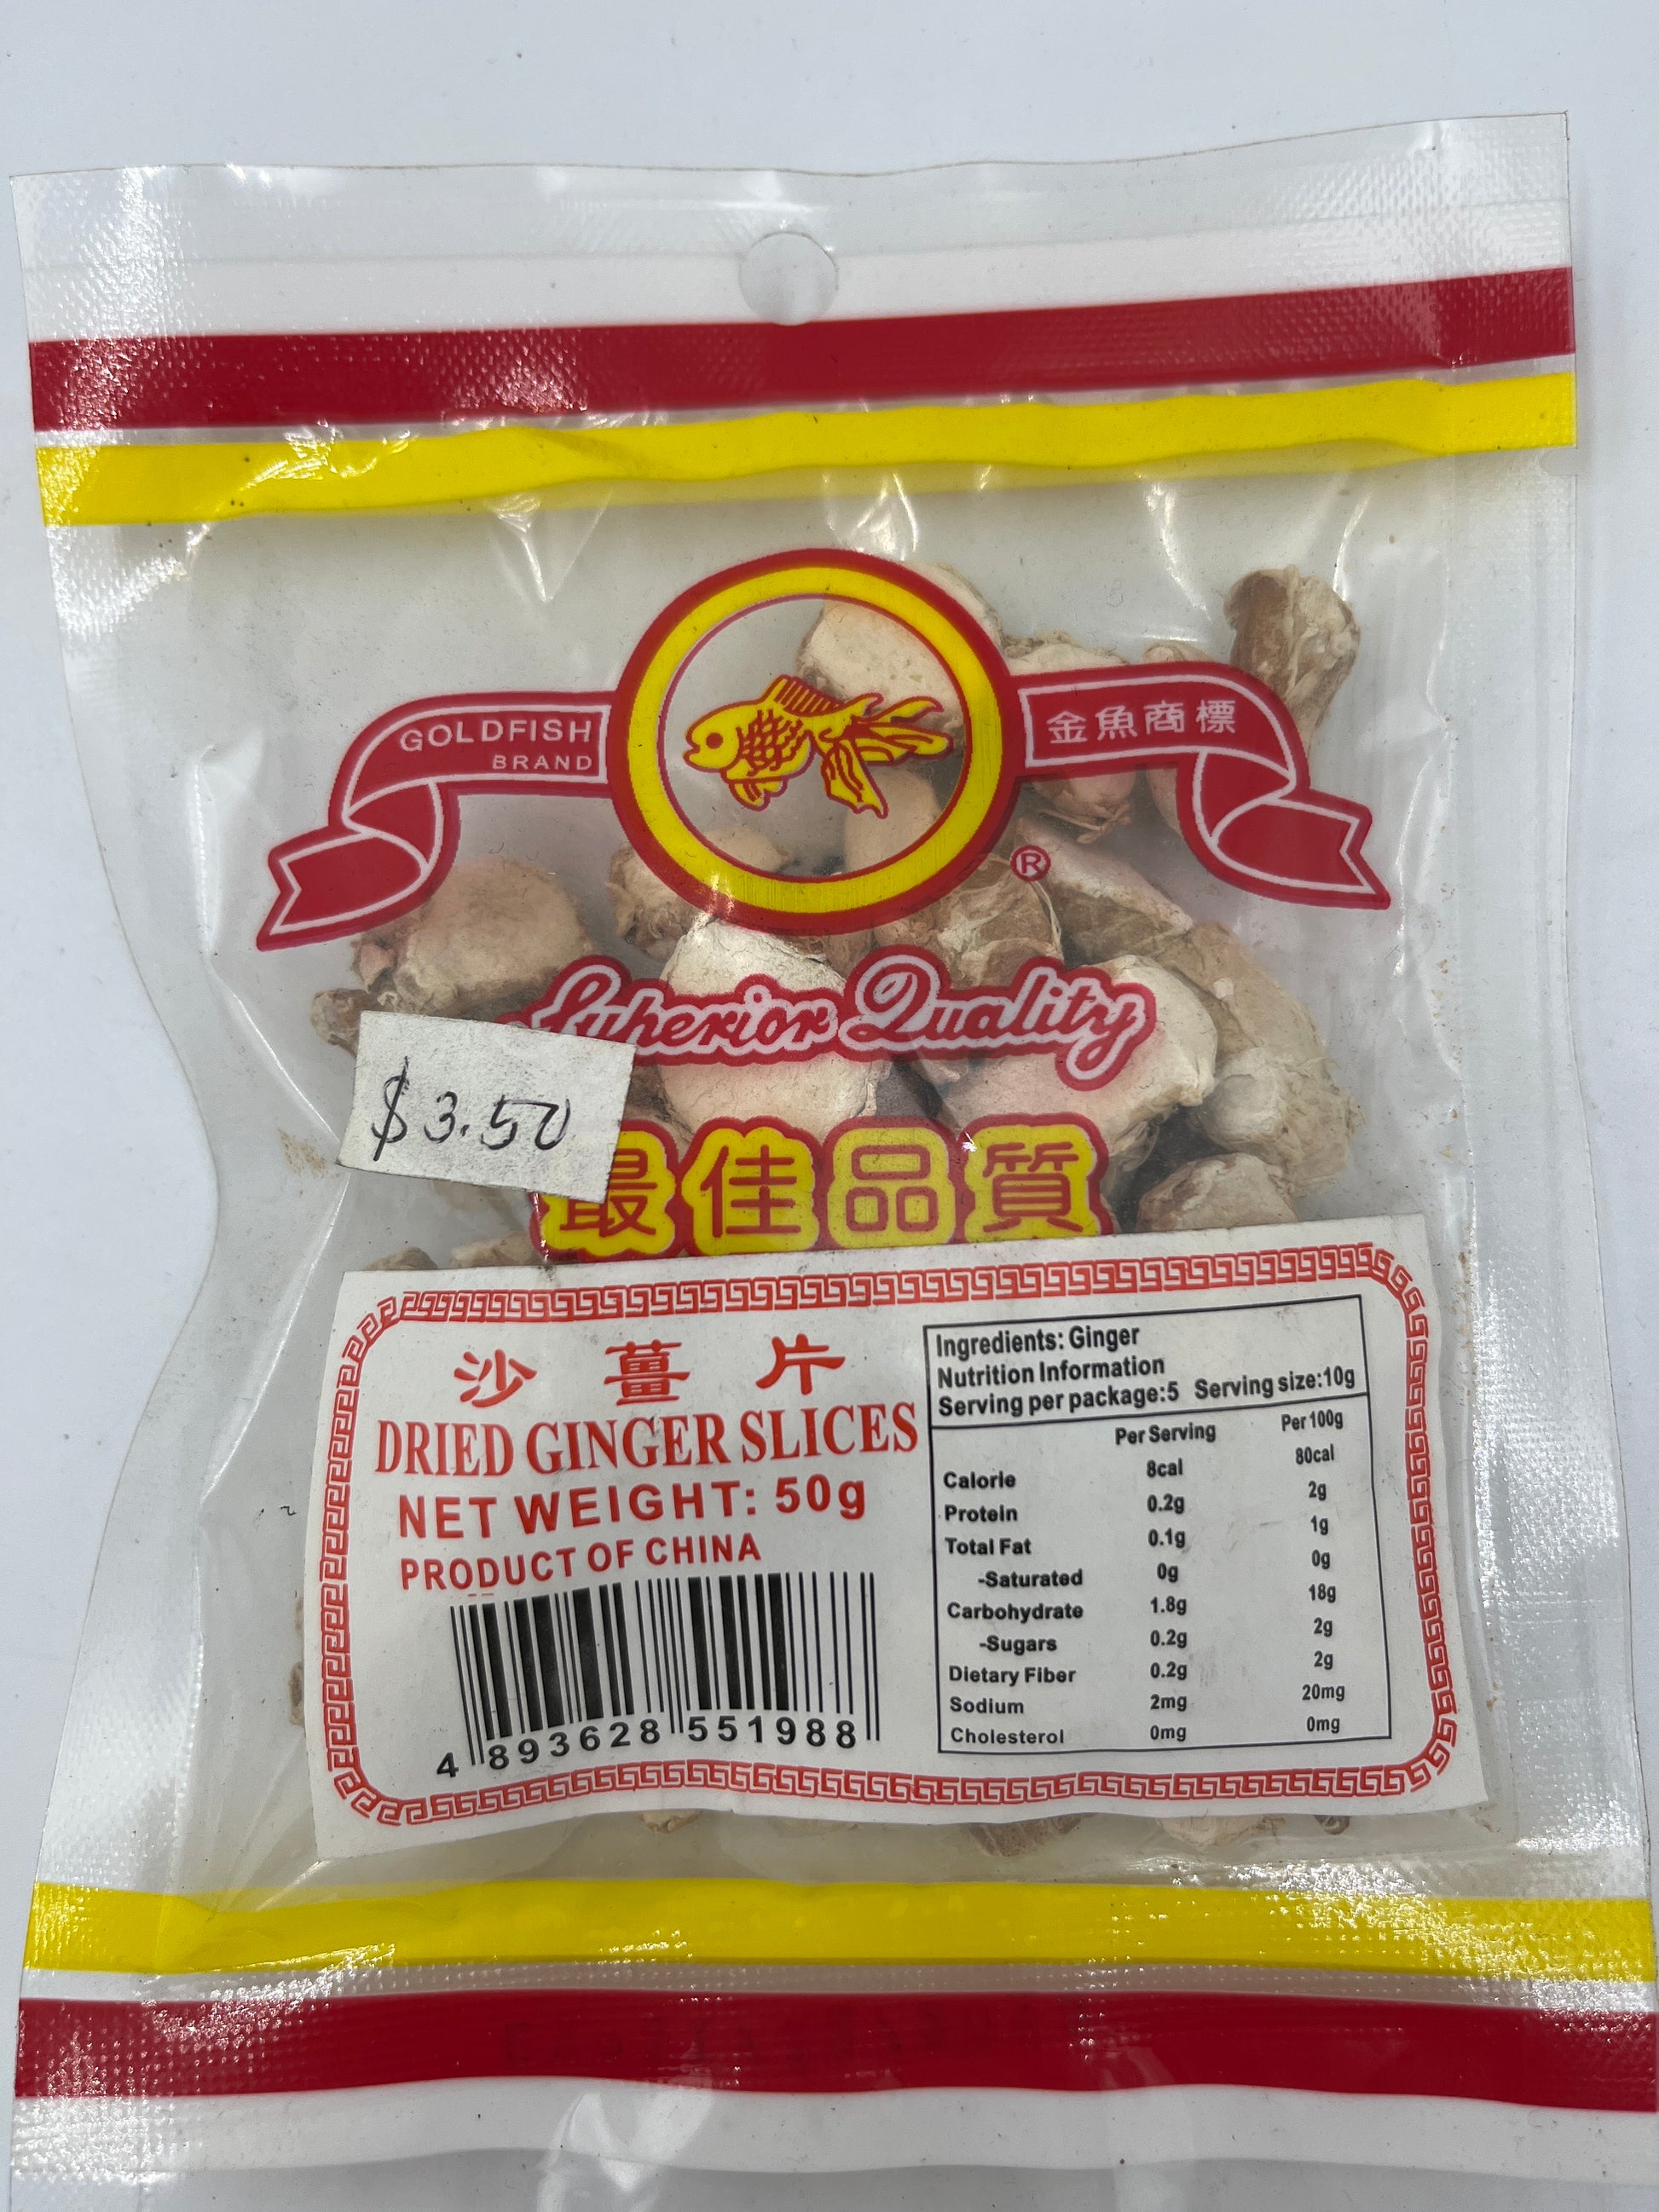 GOLDFISH
BRAND
金魚商標
®
Superior Quality
$3.50
最佳品質
沙薑片
DRIED GINGER SLICES
NET WEIGHT: 50g
PRODUCT OF CHINA
4 893628 551988
Ingredients: Ginger
Nutrition Information
Serving per package:5 Serving size:10g
Per Serving Per 100g
Calorie 8cal 80cal
Protein 0.2g 2g
Total Fat 0.1g 1g
-Saturated 0g 0g
Carbohydrate 1.8g 18g
-Sugars 0.2g 2g
Dietary Fiber 0.2g 2g
Sodium 2mg 20mg
Cholesterol 0mg 0mg